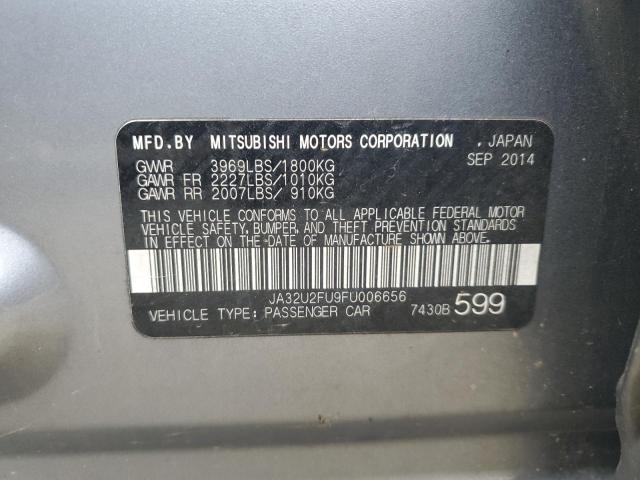 MFD.BY MITSUBISHI MOTORS CORPORATION , JAPAN
SEP 2014
GVWR 3969LBS/1800KG
GAWR FR 2227LBS/1010KG
GAWR RR 2007LBS/ 910KG
THIS VEHICLE CONFORMS TO ALL APPLICABLE FEDERAL MOTOR
VEHICLE SAFETY, BUMPER, AND THEFT PREVENTION STANDARDS
IN EFFECT ON THE DATE OF MANUFACTURE SHOWN ABOVE.
JA32U2FU9FU006656
VEHICLE TYPE: PASSENGER CAR 7430B 599